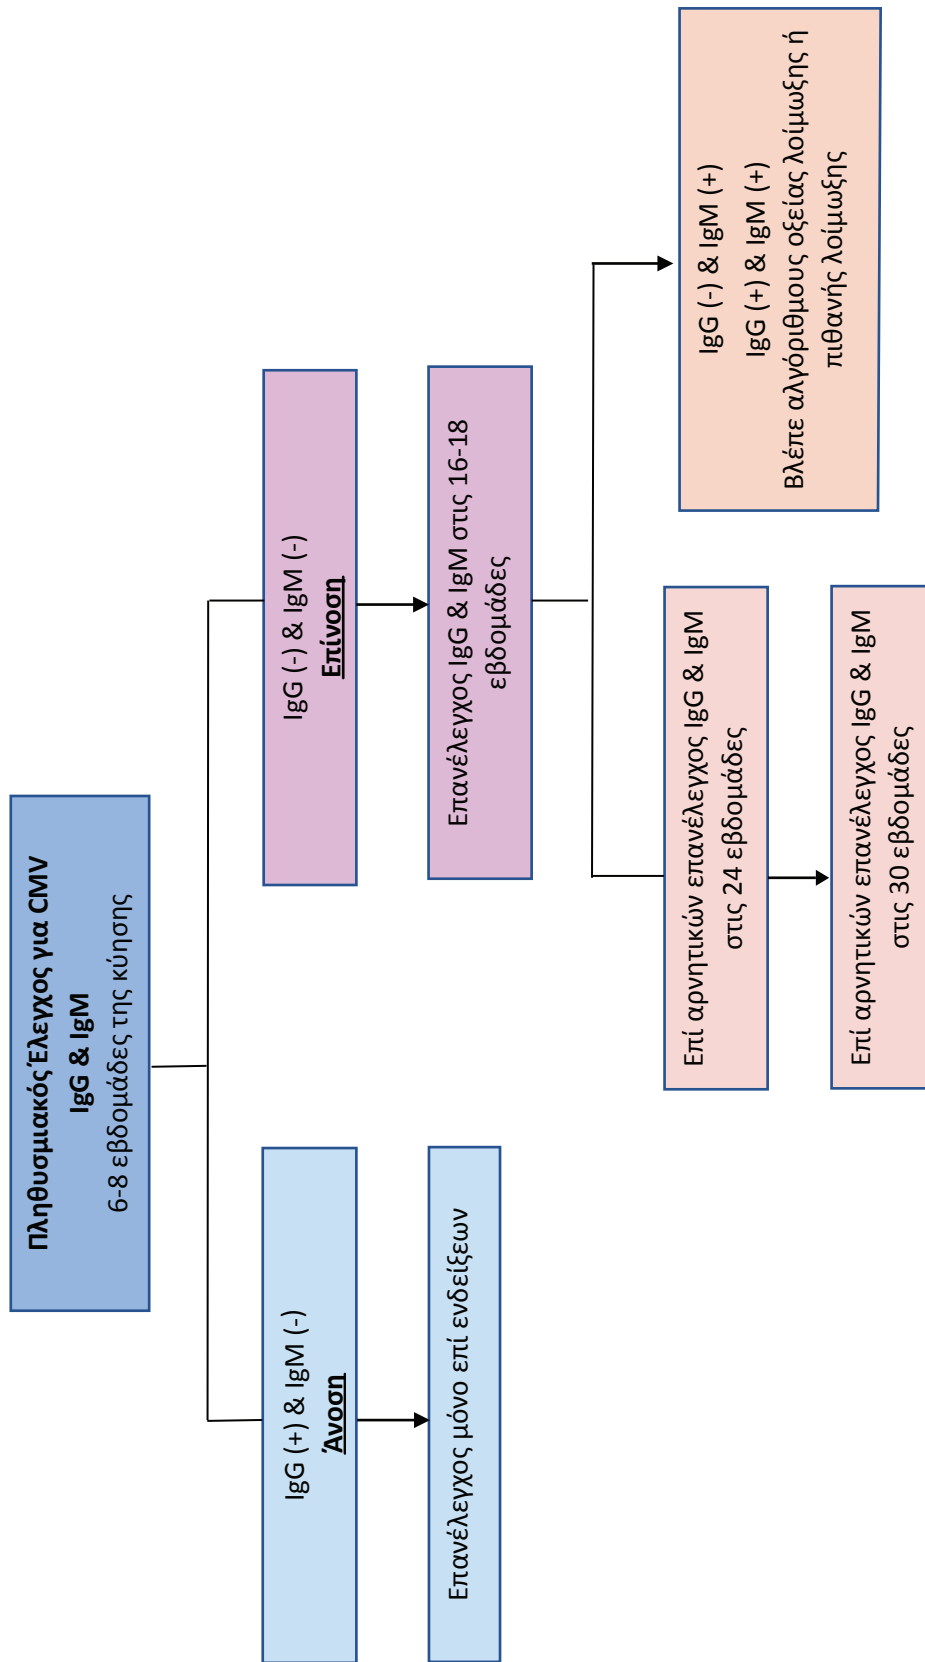 Πληθυσμιακός Έλεγχος για CMV
IgG & IgM
6-8 εβδομάδες της κύησης
IgG (+) & IgM (-)
Άνοση
Επανέλεγχος μόνο επί ενδείξεων
IgG (-) & IgM (-)
Επίνοση
Επανέλεγχος IgG & IgM στις 16-18
εβδομάδες
Επί αρνητικών επανέλεγχος IgG & IgM
στις 24 εβδομάδες
Επί αρνητικών επανέλεγχος IgG & IgM
στις 30 εβδομάδες
IgG (-) & IgM (+)
IgG (+) & IgM (+)
Βλέπε αλγόριθμους οξείας λοίμωξης ή
πιθανής λοίμωξης